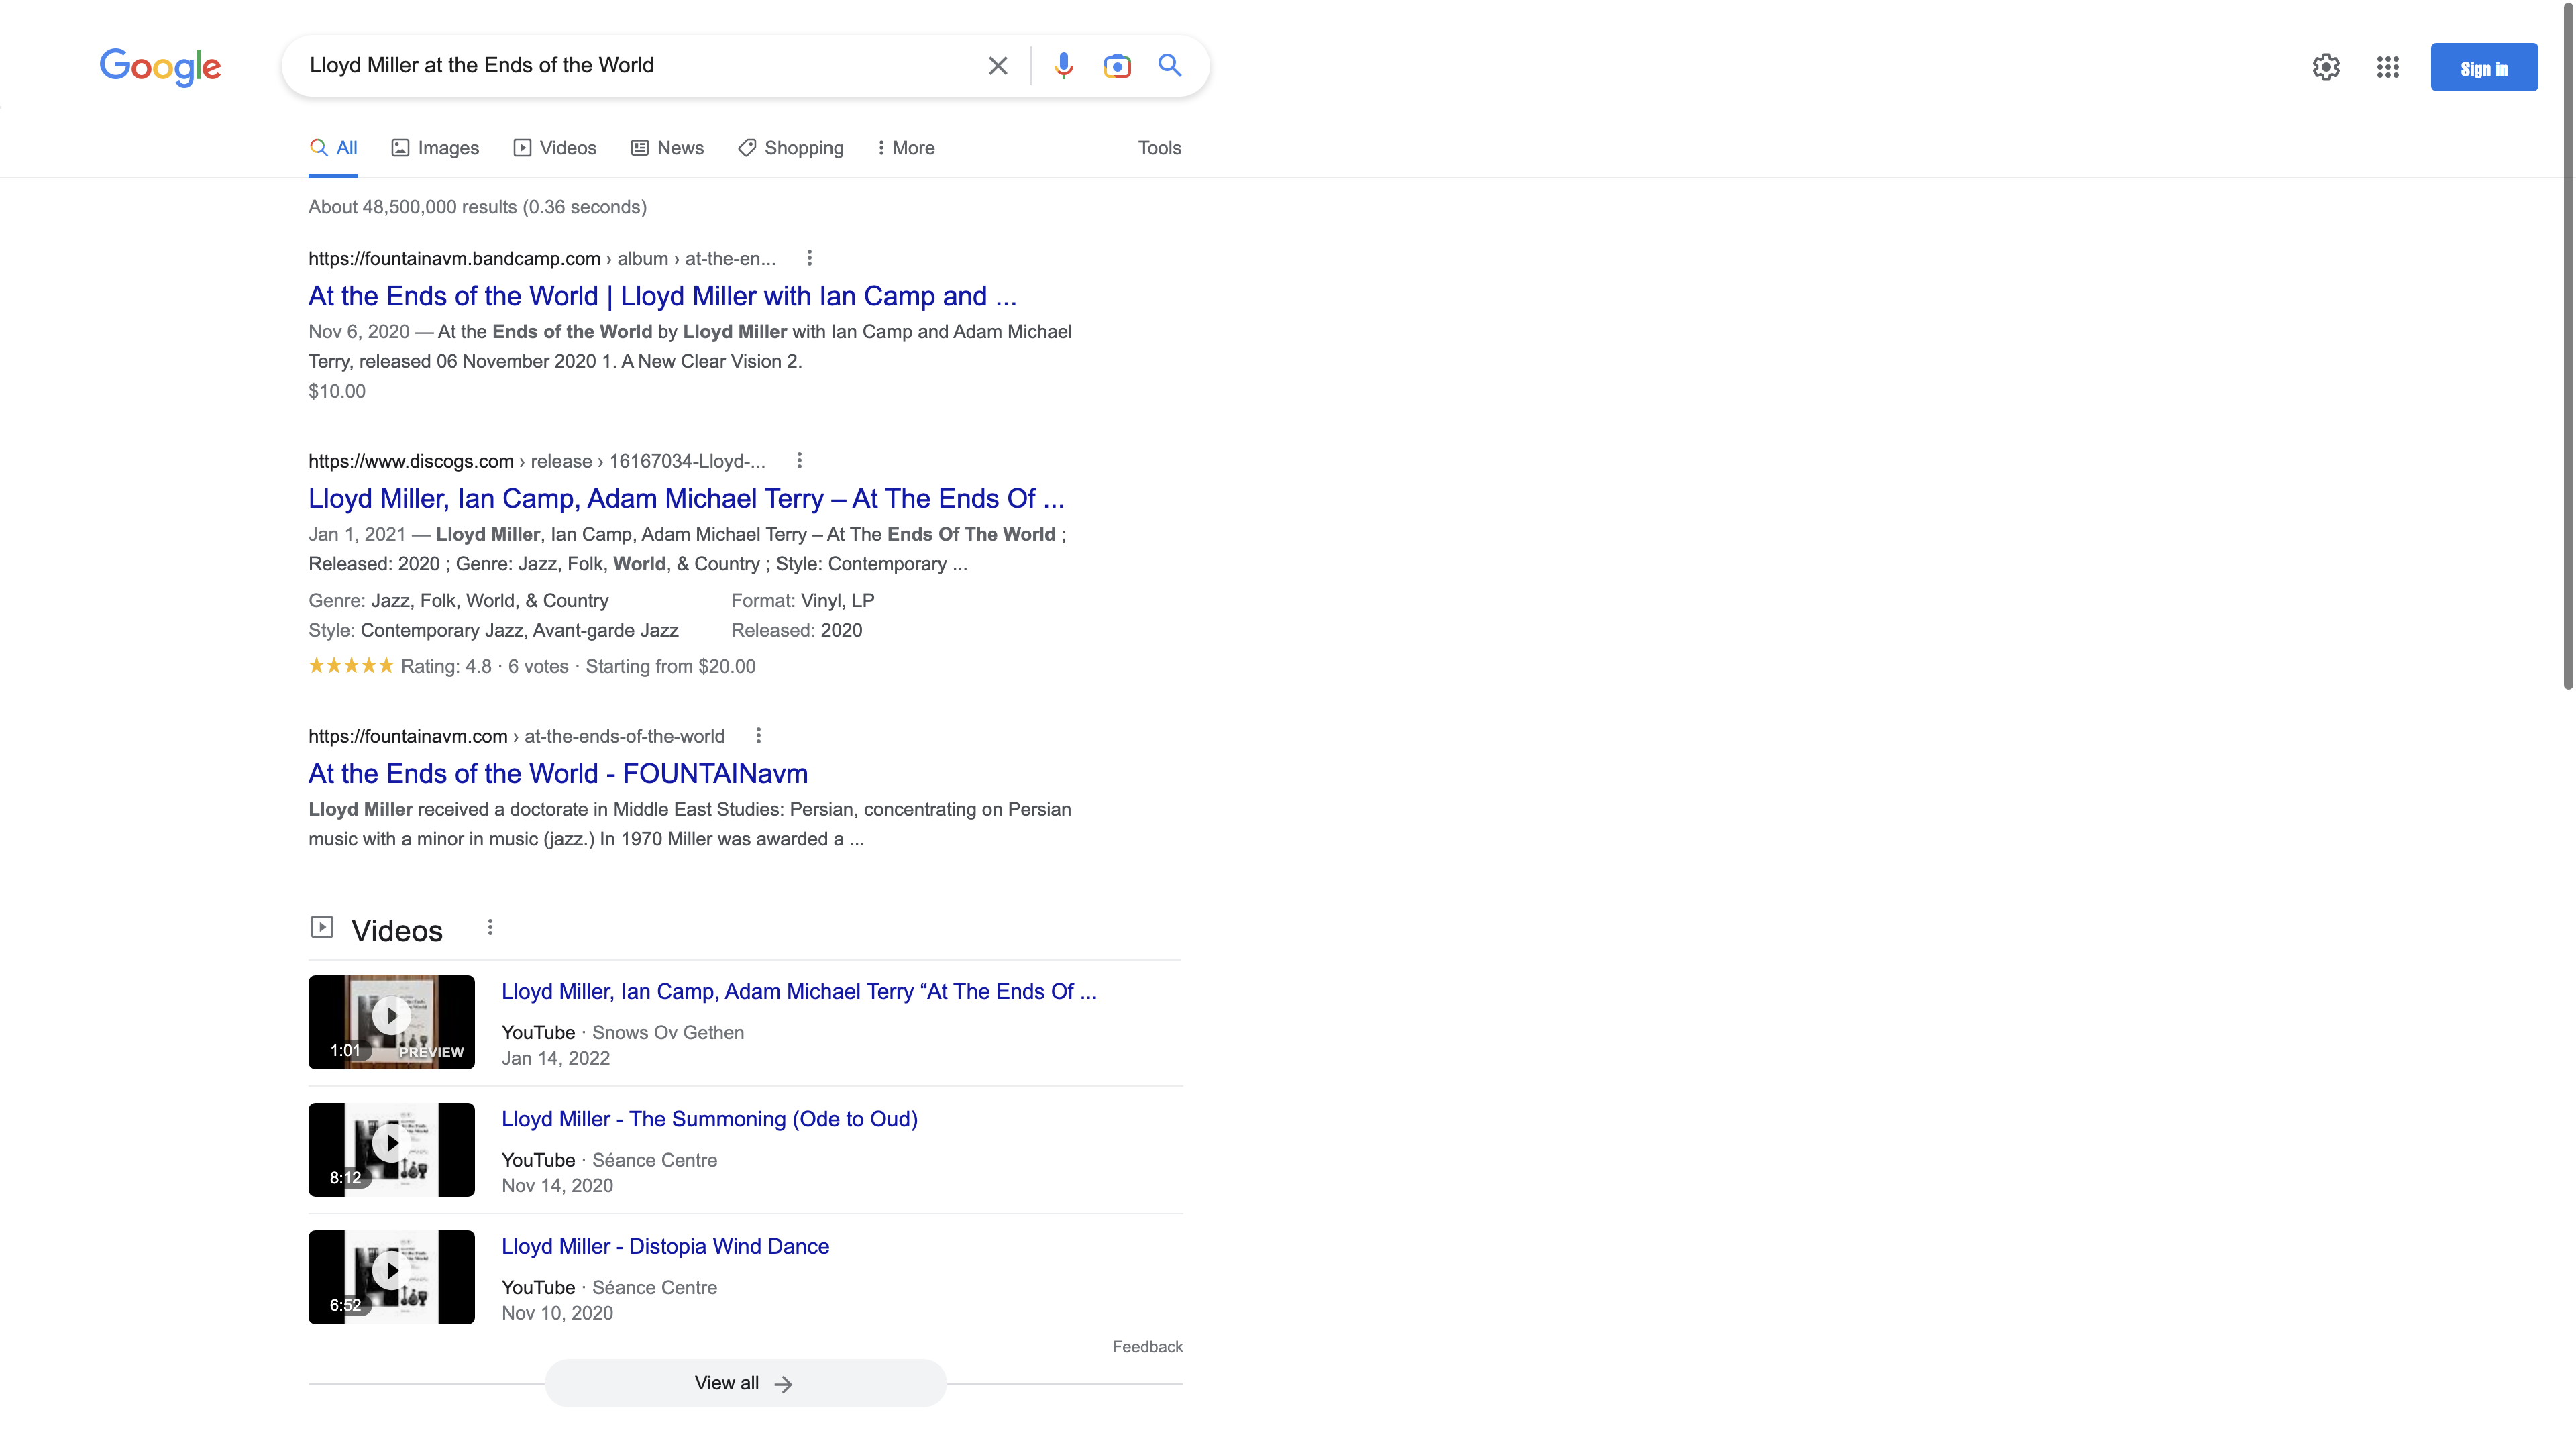 Google
Lloyd Miller at the Ends of the World
Sign in
All
Images
Videos
News
Shopping
More
Tools
About 48,500,000 results (0.36 seconds)
https://fountainavm.bandcamp.com › album › at-the-en...
At the Ends of the World | Lloyd Miller with Ian Camp and ...
Nov 6, 2020 — At the Ends of the World by Lloyd Miller with Ian Camp and Adam Michael
Terry, released 06 November 2020 1. A New Clear Vision 2.
$10.00
https://www.discogs.com › release › 16167034-Lloyd-...
Lloyd Miller, Ian Camp, Adam Michael Terry – At The Ends Of ...
Jan 1, 2021 — Lloyd Miller, Ian Camp, Adam Michael Terry – At The Ends Of The World ;
Released: 2020 ; Genre: Jazz, Folk, World, & Country ; Style: Contemporary ...
Genre: Jazz, Folk, World, & Country
Format: Vinyl, LP
Style: Contemporary Jazz, Avant-garde Jazz
Released: 2020
Rating: 4.8 · 6 votes · Starting from $20.00
https://fountainavm.com › at-the-ends-of-the-world
At the Ends of the World - FOUNTAINavm
Lloyd Miller received a doctorate in Middle East Studies: Persian, concentrating on Persian
music with a minor in music (jazz.) In 1970 Miller was awarded a ...
Videos
1:01
PREVIEW
Lloyd Miller, Ian Camp, Adam Michael Terry “At The Ends Of ...
YouTube · Snows Ov Gethen
Jan 14, 2022
8:12
Lloyd Miller - The Summoning (Ode to Oud)
YouTube · Séance Centre
Nov 14, 2020
6:52
Lloyd Miller - Distopia Wind Dance
YouTube · Séance Centre
Nov 10, 2020
Feedback
View all